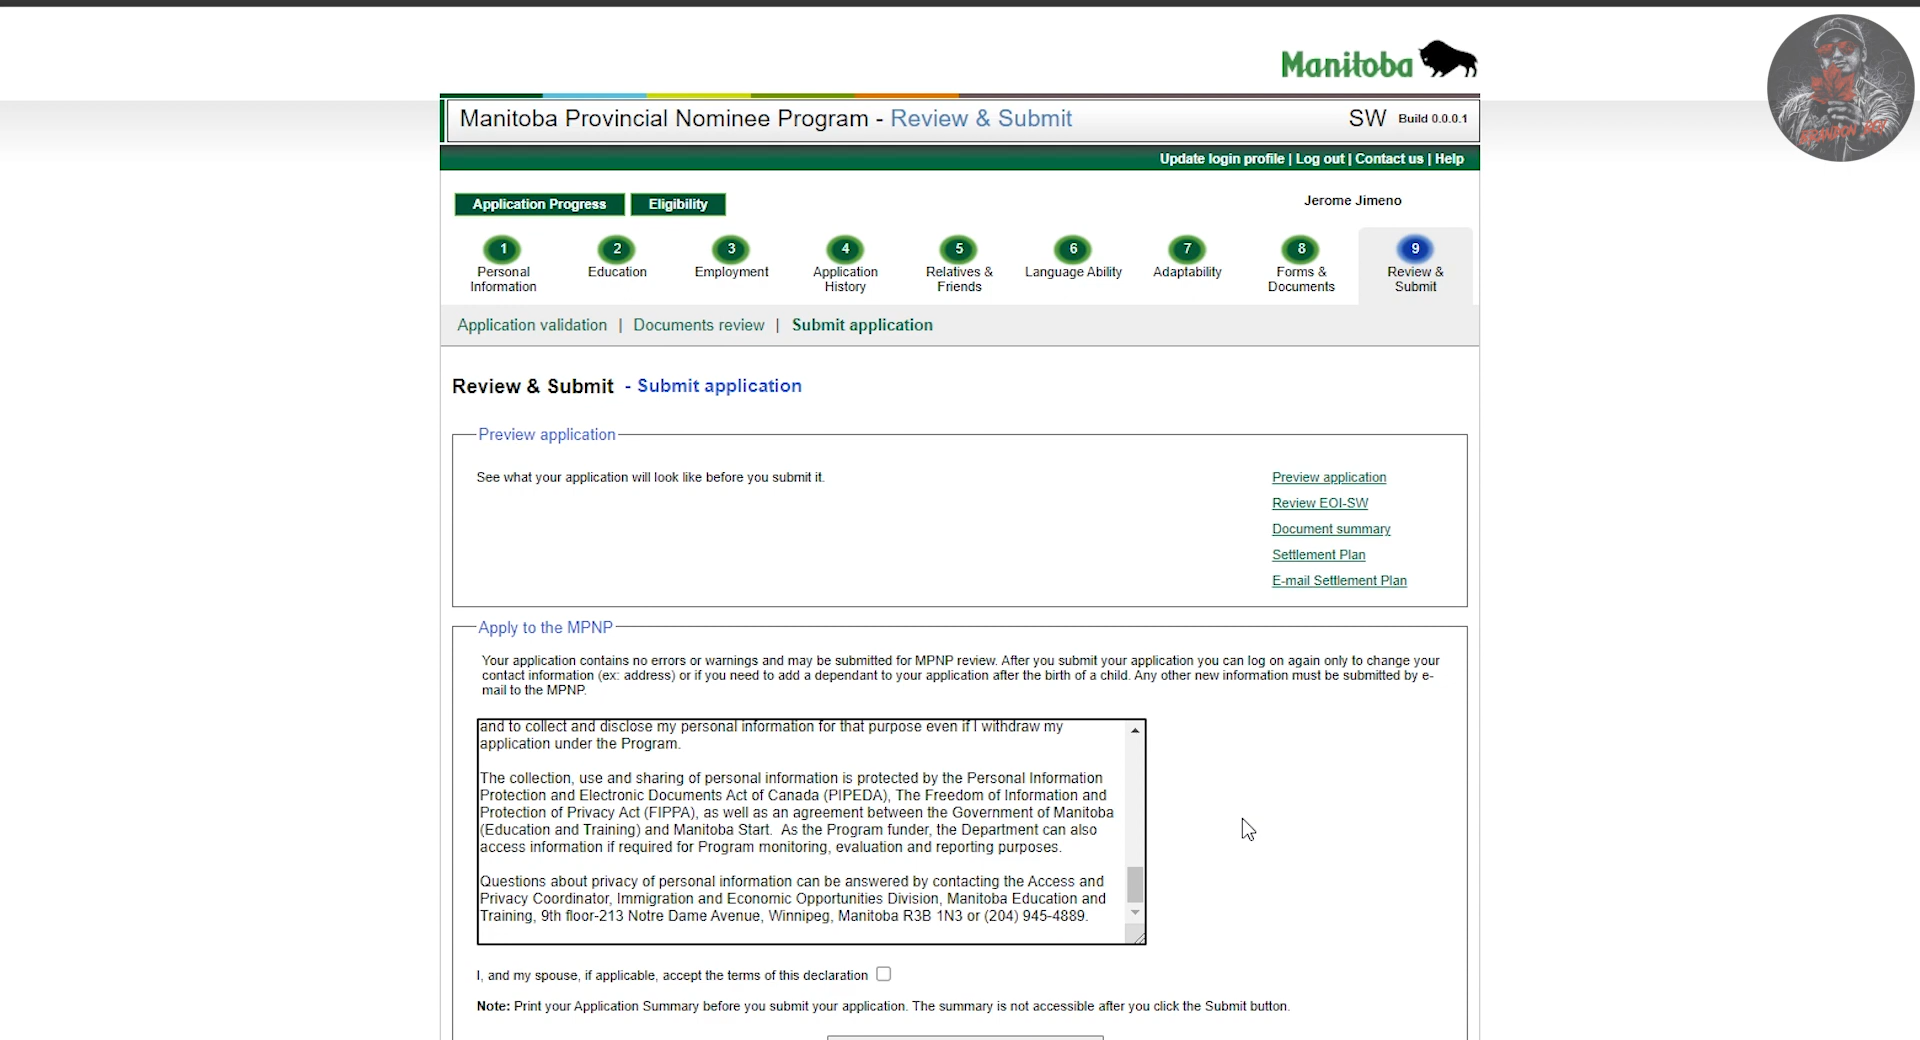 Manitoba
Manitoba Provincial Nominee Program - Review & Submit
SW Build 0.0.0.1
Update login profile | Log out | Contact us | Help
Application Progress
Eligibility
Jerome Jimeno
1
Personal
Information
2
Education
3
Employment
4
Application
History
5
Relatives &
Friends
6
Language Ability
7
Adaptability
8
Forms &
Documents
9
Review &
Submit
Application validation | Documents review | Submit application
Review & Submit - Submit application
Preview application
See what your application will look like before you submit it.
Preview application
Review EOI-SW
Document summary
Settlement Plan
E-mail Settlement Plan
Apply to the MPNP
Your application contains no errors or warnings and may be submitted for MPNP review. After you submit your application you can log on again only to change your
contact information (ex: address) or if you need to add a dependant to your application after the birth of a child. Any other new information must be submitted by e-
mail to the MPNP.
and to collect and disclose my personal information for that purpose even if I withdraw my
application under the Program.
The collection, use and sharing of personal information is protected by the Personal Information
Protection and Electronic Documents Act of Canada (PIPEDA), The Freedom of Information and
Protection of Privacy Act (FIPPA), as well as an agreement between the Government of Manitoba
(Education and Training) and Manitoba Start.  As the Program funder, the Department can also
access information if required for Program monitoring, evaluation and reporting purposes.
Questions about privacy of personal information can be answered by contacting the Access and
Privacy Coordinator, Immigration and Economic Opportunities Division, Manitoba Education and
Training, 9th floor-213 Notre Dame Avenue, Winnipeg, Manitoba R3B 1N3 or (204) 945-4889.
I, and my spouse, if applicable, accept the terms of this declaration
Note: Print your Application Summary before you submit your application. The summary is not accessible after you click the Submit button.